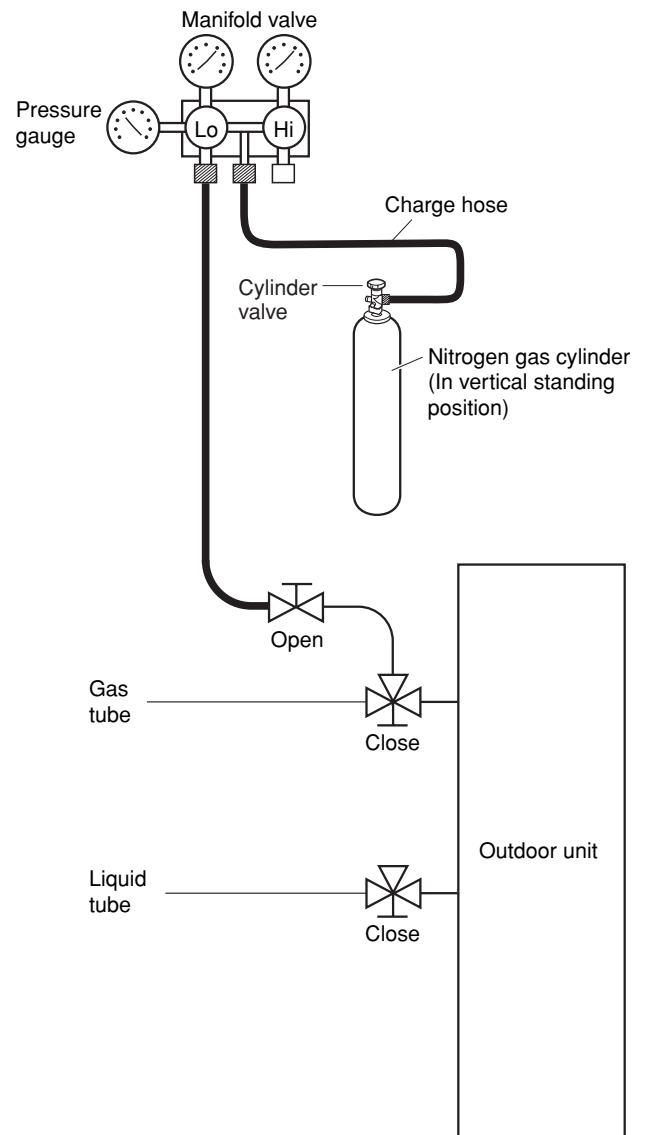 Manifold valve
Pressure
gauge
Lo
Hi
Charge hose
Cylinder
valve
Nitrogen gas cylinder
(In vertical standing
position)
Open
Gas
tube
Close
Outdoor unit
Liquid
tube
Close